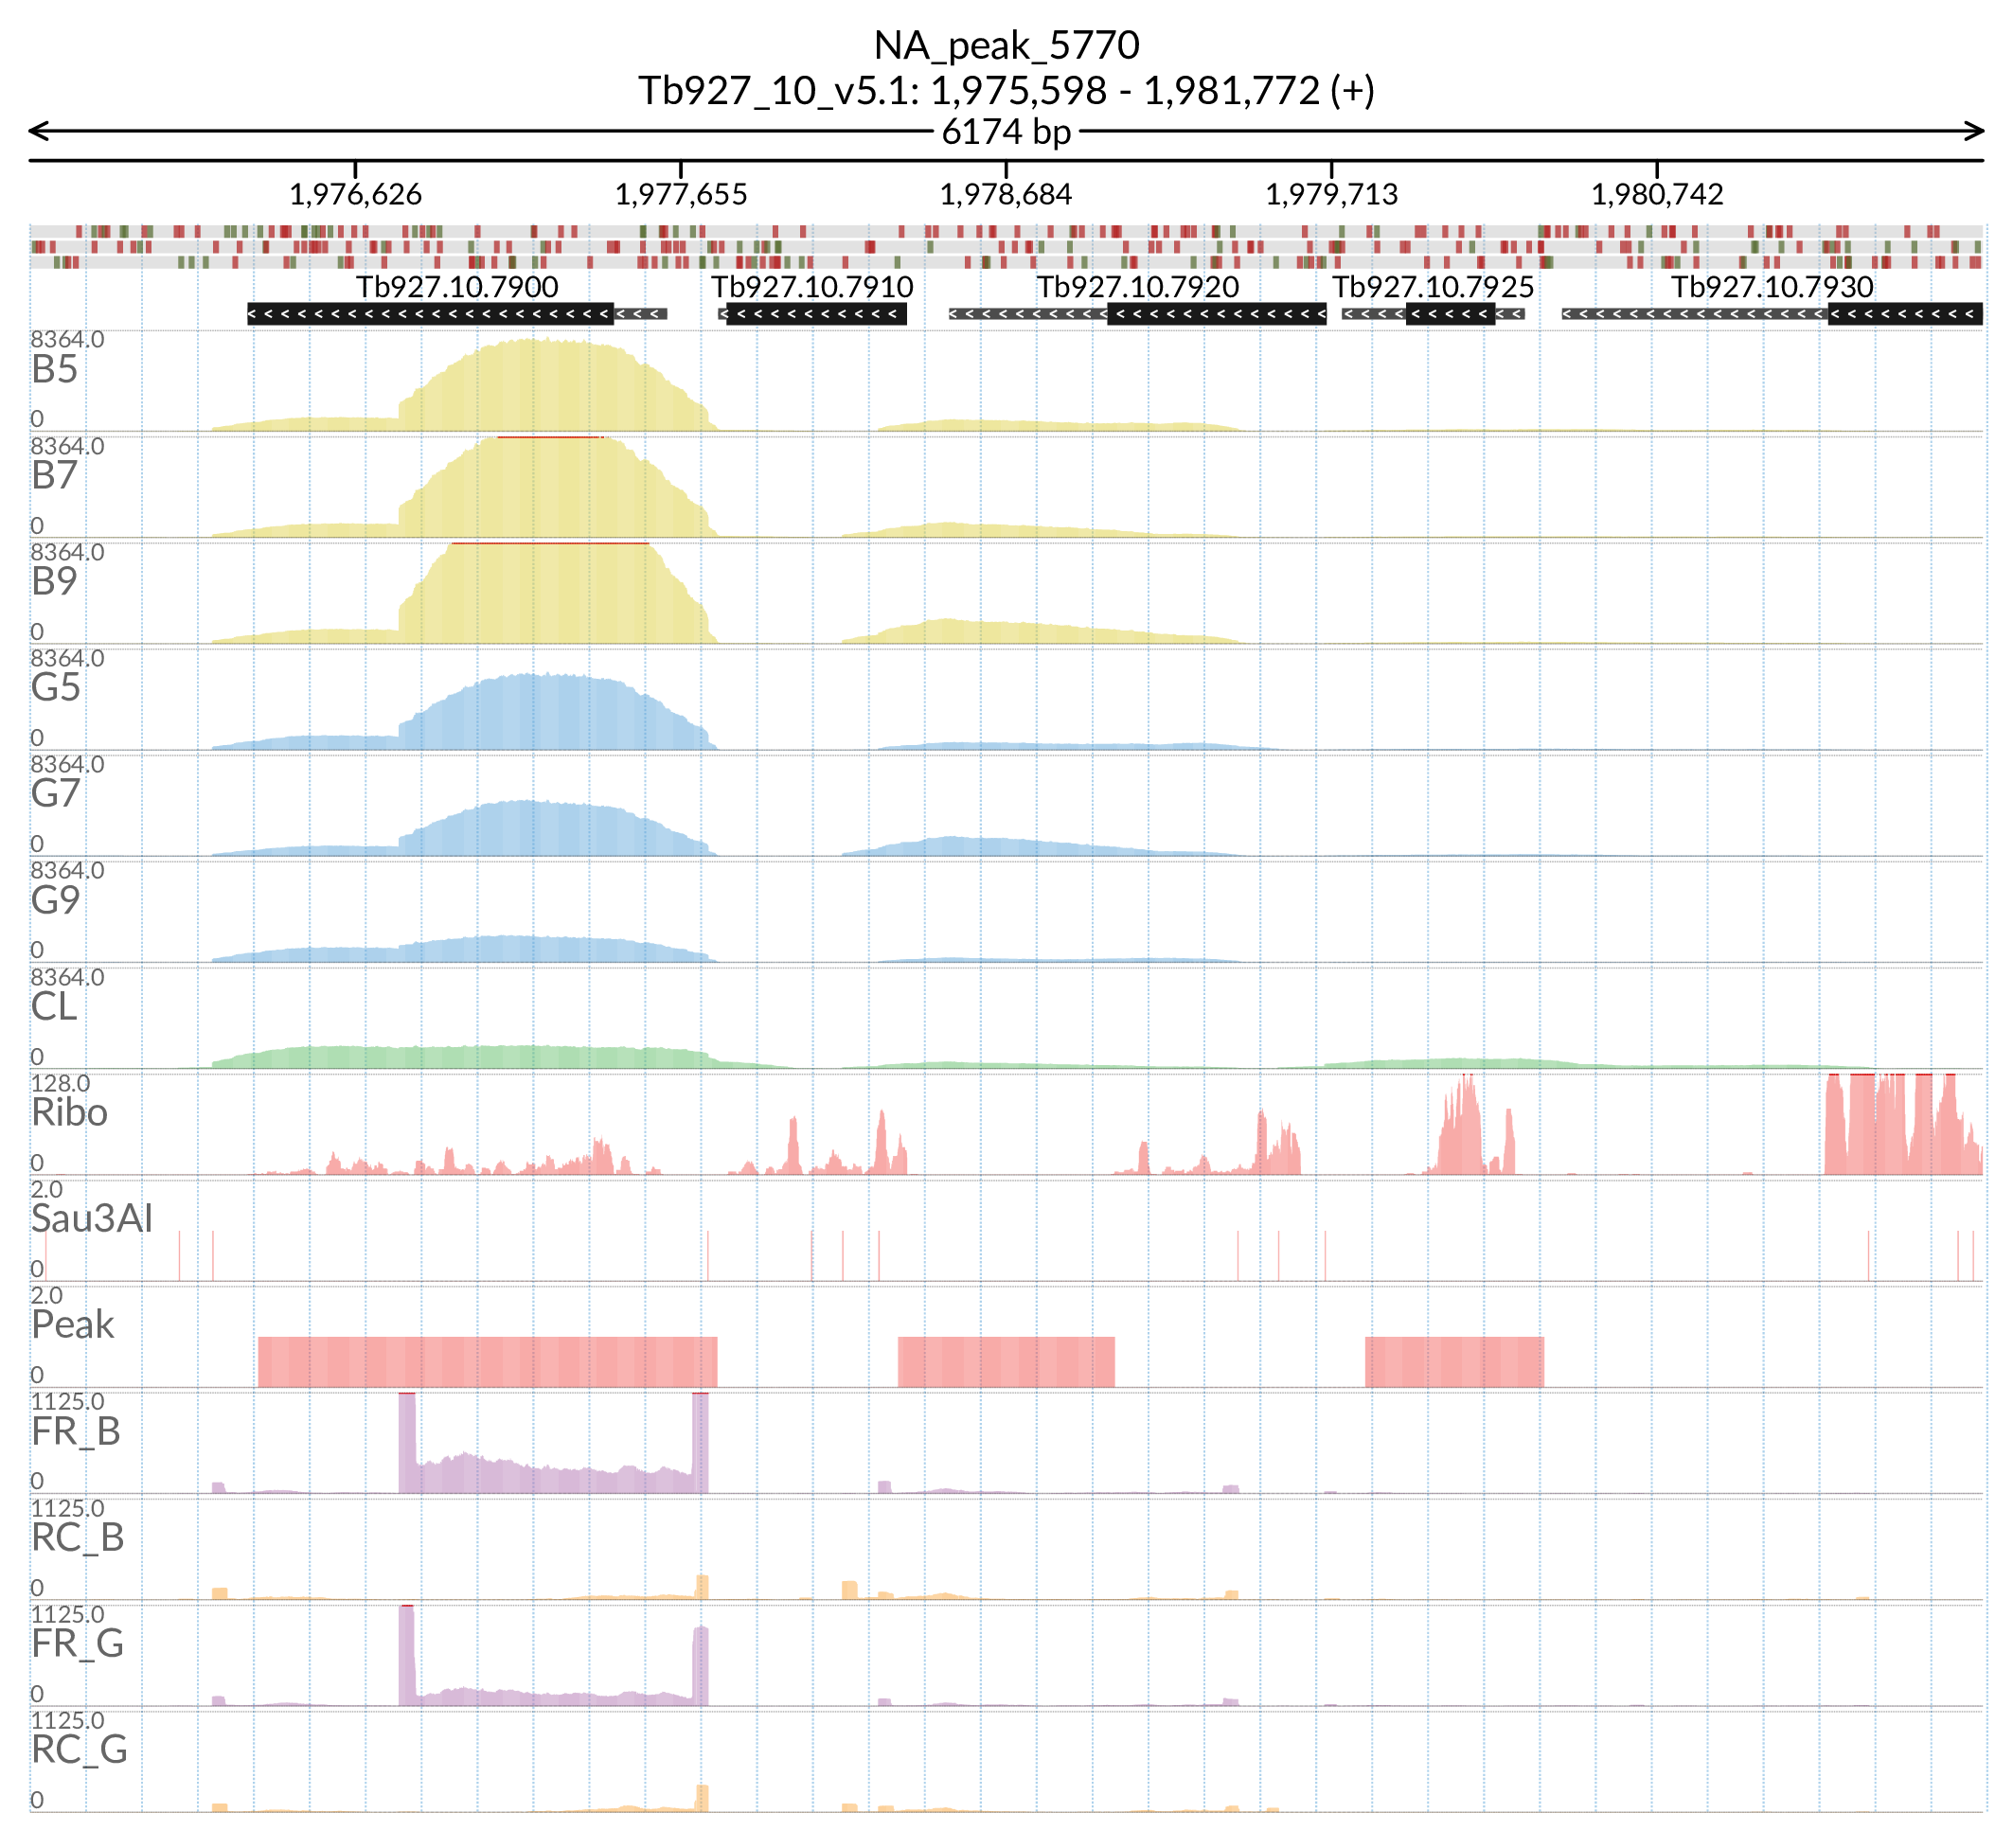 NA_peak_5770
Tb927_10_v5.1: 1,975,598 - 1,981,772 (+)
6174 bp
1,976,626 1,977,655 1,978,684 1,979,713 1,980,742
Tb927.10.7900 Tb927.10.7910 Tb927.10.7920 Tb927.10.7925 Tb927.10.7930
8364.0
B5
0
8364.0
B7
0
8364.0
B9
0
8364.0
G5
0
8364.0
G7
0
8364.0
G9
0
8364.0
CL
0
128.0
Ribo
0
2.0
Sau3AI
0
2.0
Peak
0
1125.0
FR_B
0
1125.0
RC_B
0
1125.0
FR_G
0
1125.0
RC_G
0